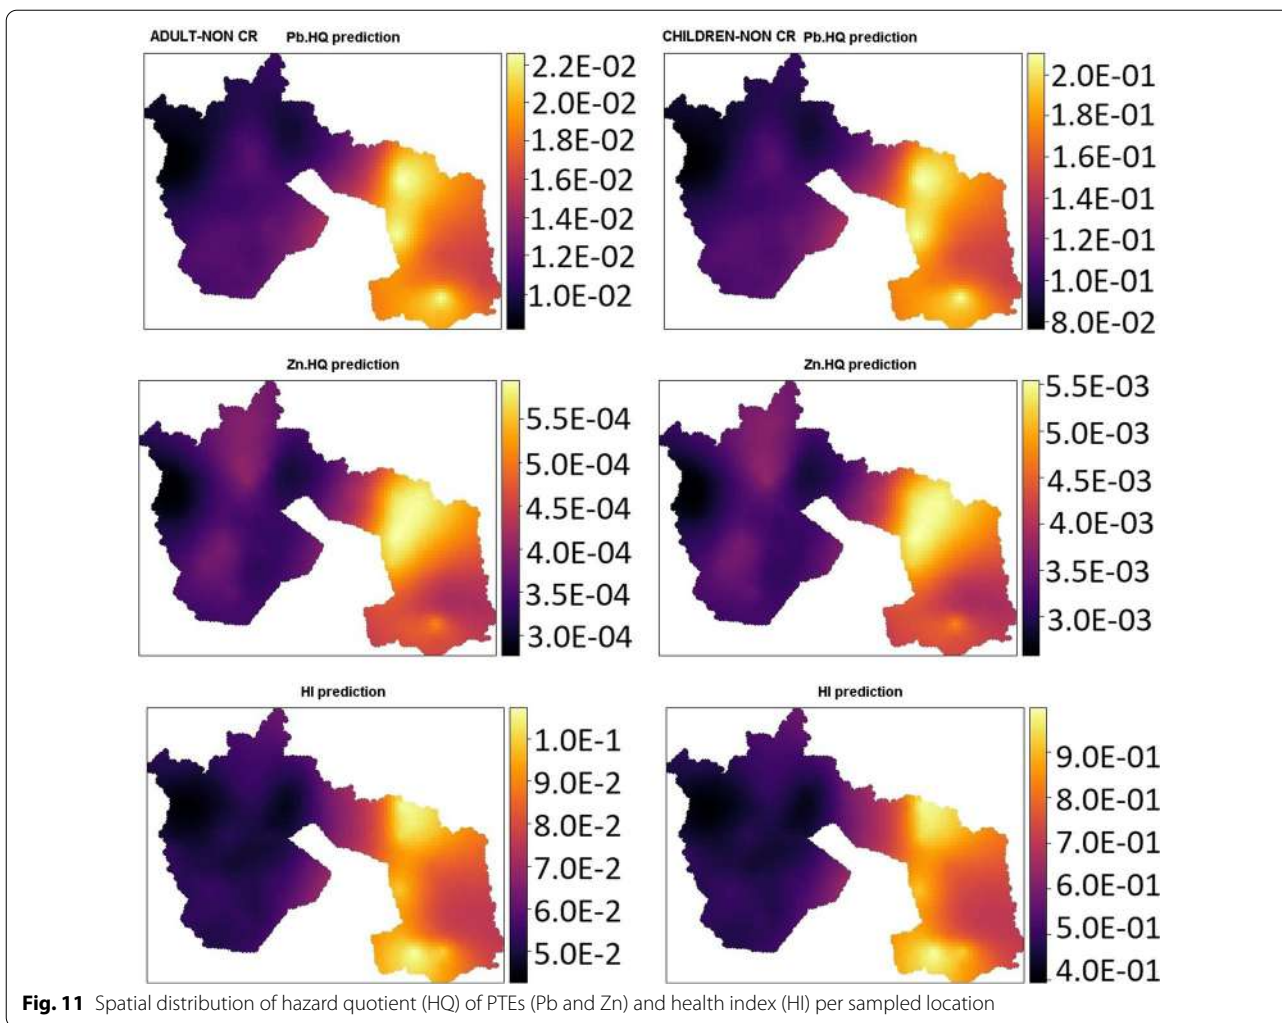 ADULT-NON CR Pb.HQ prediction
2.2E-02
2.0E-02
1.8E-02
1.6E-02
1.4E-02
1.2E-02
1.0E-02
CHILDREN-NON CR Pb.HQ prediction
2.0E-01
1.8E-01
1.6E-01
1.4E-01
1.2E-01
1.0E-01
8.0E-02
Zn.HQ prediction
5.5E-04
5.0E-04
4.5E-04
4.0E-04
3.5E-04
3.0E-04
Zn.HQ prediction
5.5E-03
5.0E-03
4.5E-03
4.0E-03
3.5E-03
3.0E-03
HI prediction
1.0E-1
9.0E-2
8.0E-2
7.0E-2
6.0E-2
5.0E-2
HI prediction
9.0E-01
8.0E-01
7.0E-01
6.0E-01
5.0E-01
4.0E-01
Fig. 11 Spatial distribution of hazard quotient (HQ) of PTEs (Pb and Zn) and health index (HI) per sampled location